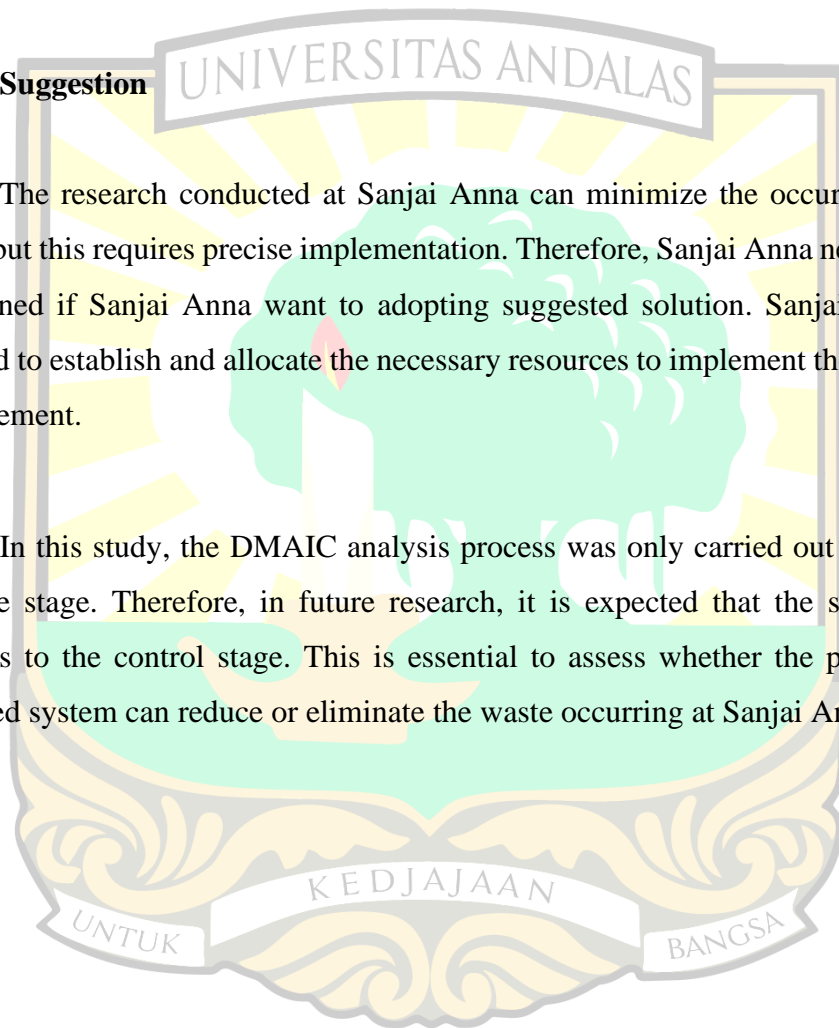 UNIVERSITAS ANDALAS
Suggestion
The research conducted at Sanjai Anna can minimize the occur
but this requires precise implementation. Therefore, Sanjai Anna ne
ned if Sanjai Anna want to adopting suggested solution. Sanjai
d to establish and allocate the necessary resources to implement th
ement.
In this study, the DMAIC analysis process was only carried out
e stage. Therefore, in future research, it is expected that the s
s to the control stage. This is essential to assess whether the p
ed system can reduce or eliminate the waste occurring at Sanjai An
KEDJAJAAN
UNTUK
BANGSA